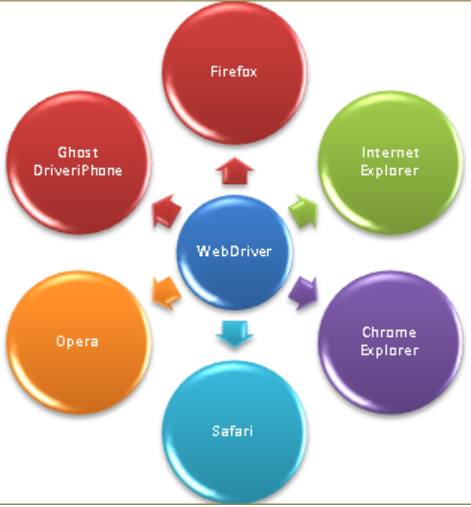 Firefox
Ghost
DriveriPhone
Internet
Explorer
WebDriver
Opera
Chrome
Explorer
Safari